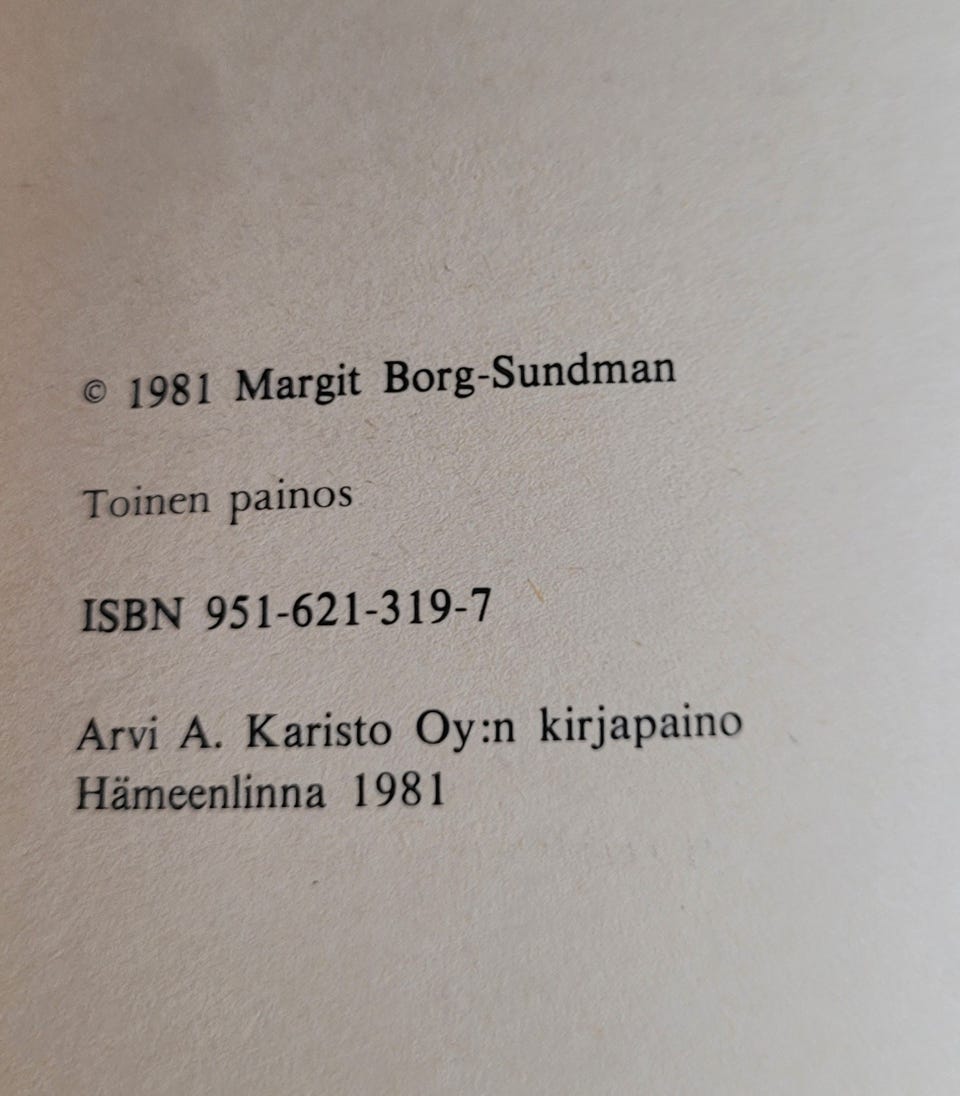 © 1981 Margit Borg-Sundman
Toinen painos
ISBN 951-621-319-7
Arvi A. Karisto Oy:n kirjapaino
Hämeenlinna 1981